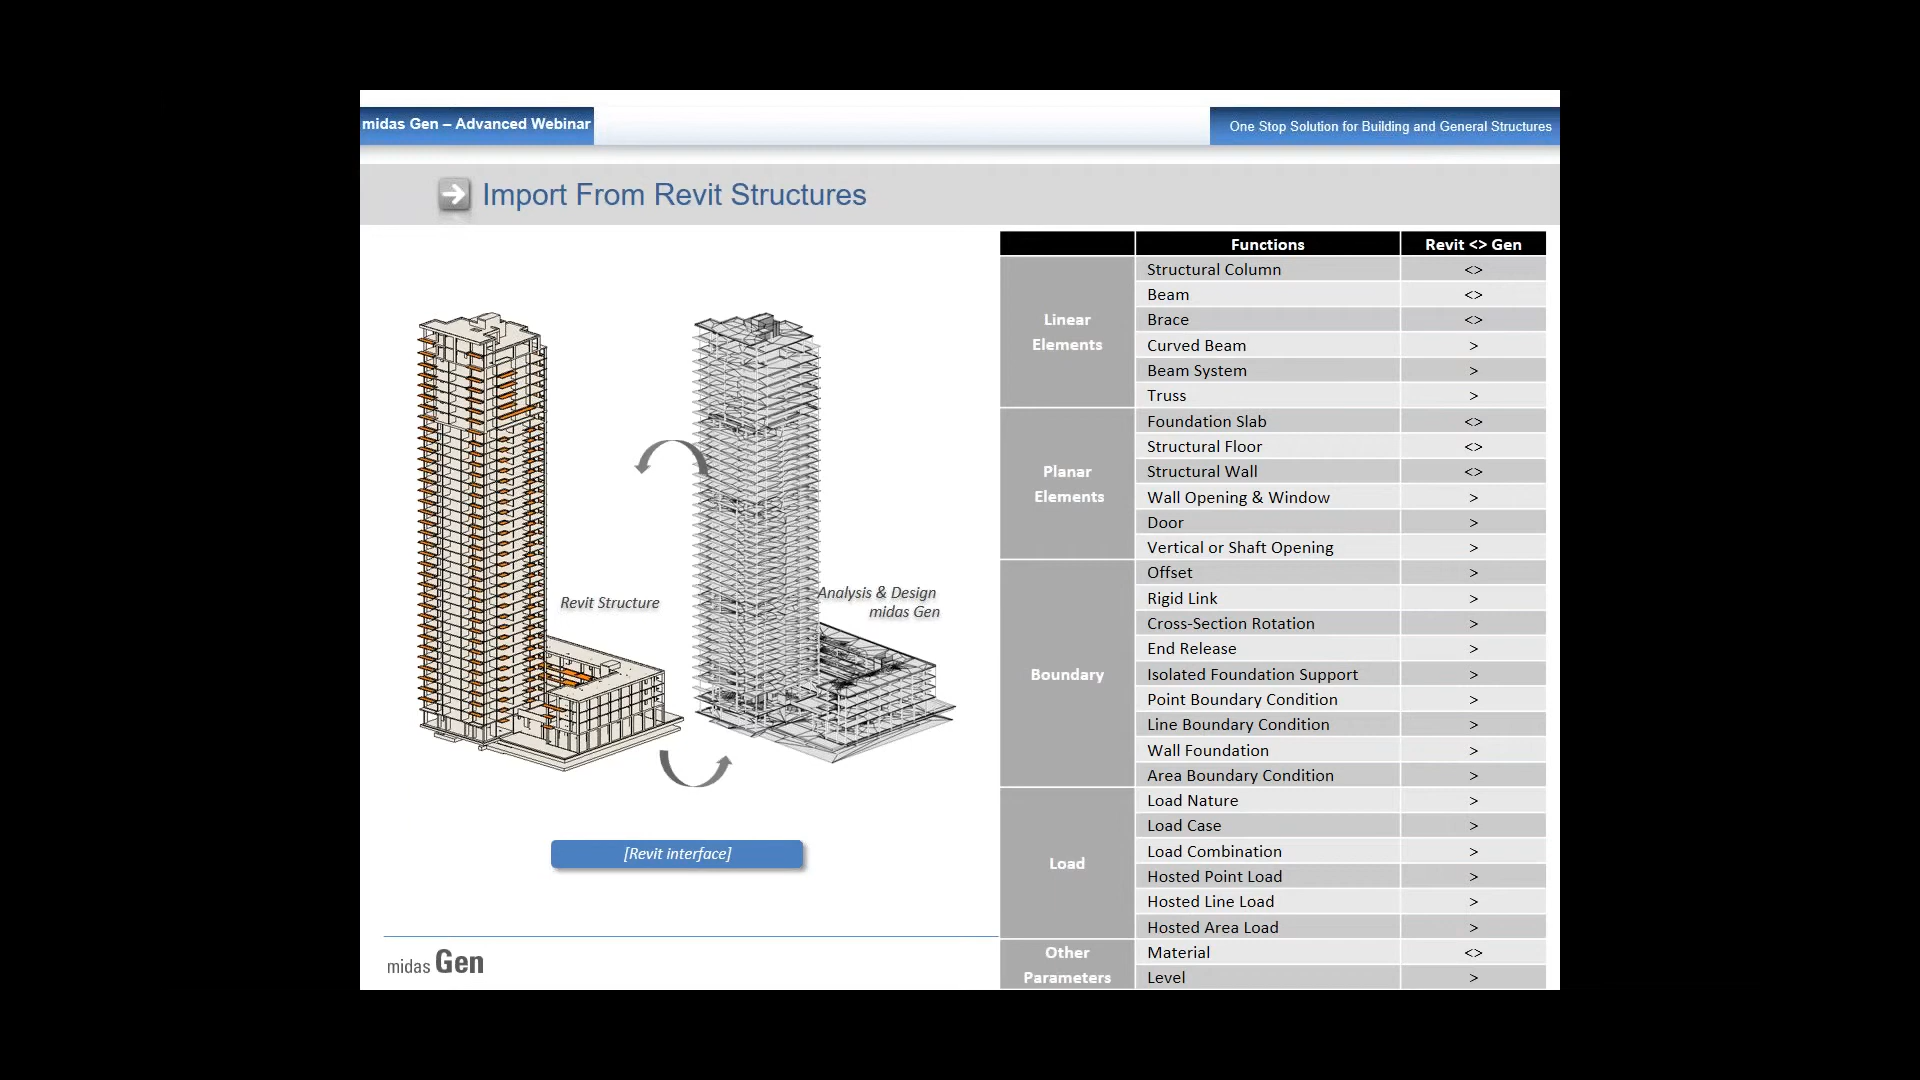 midas Gen – Advanced Webinar
One Stop Solution for Building and General Structures
Import From Revit Structures
Revit Structure
Analysis & Design
midas Gen
[Revit interface]
midas Gen
Functions Revit <> Gen
Linear
Elements
Structural Column <>
Beam <>
Brace <>
Curved Beam >
Beam System >
Truss >
Planar
Elements
Foundation Slab <>
Structural Floor <>
Structural Wall <>
Wall Opening & Window >
Door >
Vertical or Shaft Opening >
Boundary
Offset >
Rigid Link >
Cross-Section Rotation >
End Release >
Isolated Foundation Support >
Point Boundary Condition >
Line Boundary Condition >
Wall Foundation >
Area Boundary Condition >
Load
Load Nature >
Load Case >
Load Combination >
Hosted Point Load >
Hosted Line Load >
Hosted Area Load >
Other
Parameters
Material <>
Level >